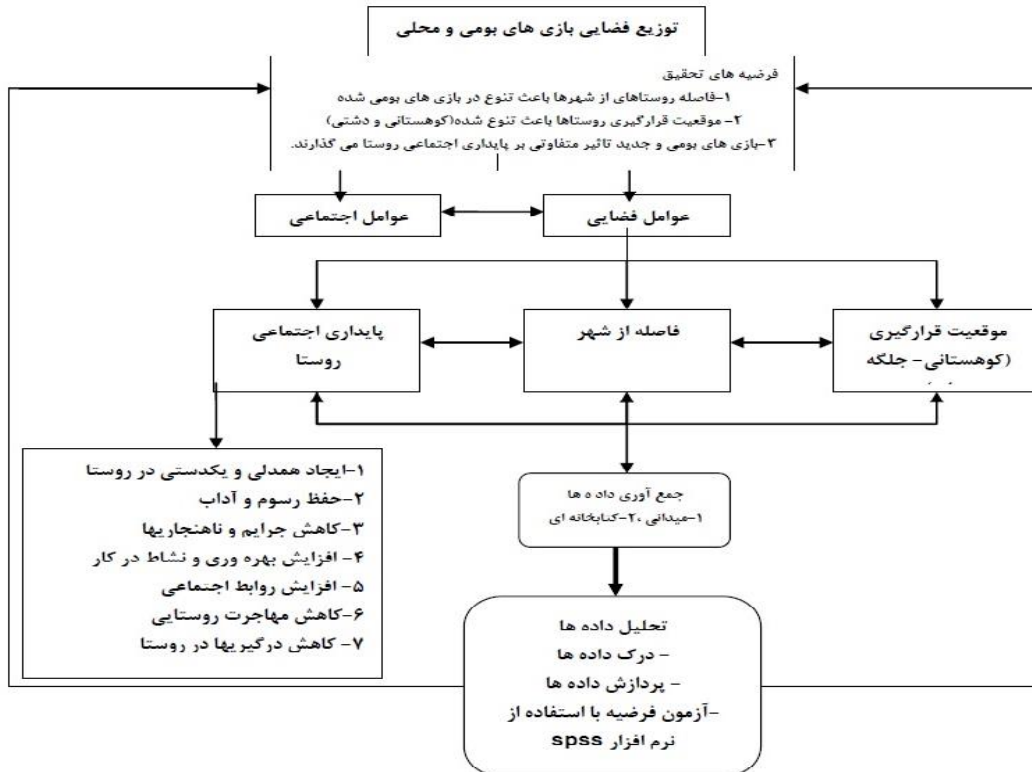 توزیع فضایی بازی های بومی و محلی
فرضیه های تحقیق
۱-فاصله روستاهای از شهرها باعث تنوع در بازی های بومی شده
۲- موقعیت قرارگیری روستاها باعث تنوع شده(کوهستانی و دشتی)
۳-بازی های بومی و جدید تاثیر متفاوتی بر پایداری اجتماعی روستا می گذارند.
عوامل فضایی
عوامل اجتماعی
موقعیت قرارگیری
(کوهستانی- جلگه
فاصله از شهر
پایداری اجتماعی
روستا
۱-ایجاد همدلی و یکدستی در روستا
۲-حفظ رسوم و آداب
۳-کاهش جرایم و ناهنجاریها
۴- افزایش بهره وری و نشاط در کار
۵- افزایش روابط اجتماعی
۶-کاهش مهاجرت روستایی
۷- کاهش درگیریها در روستا
جمع آوری داده ها
۱-میدانی ،۲-کتابخانه ای
تحلیل داده ها
- درک داده ها
- پردازش داده ها
-آزمون فرضیه با استفاده از
نرم افزار spss